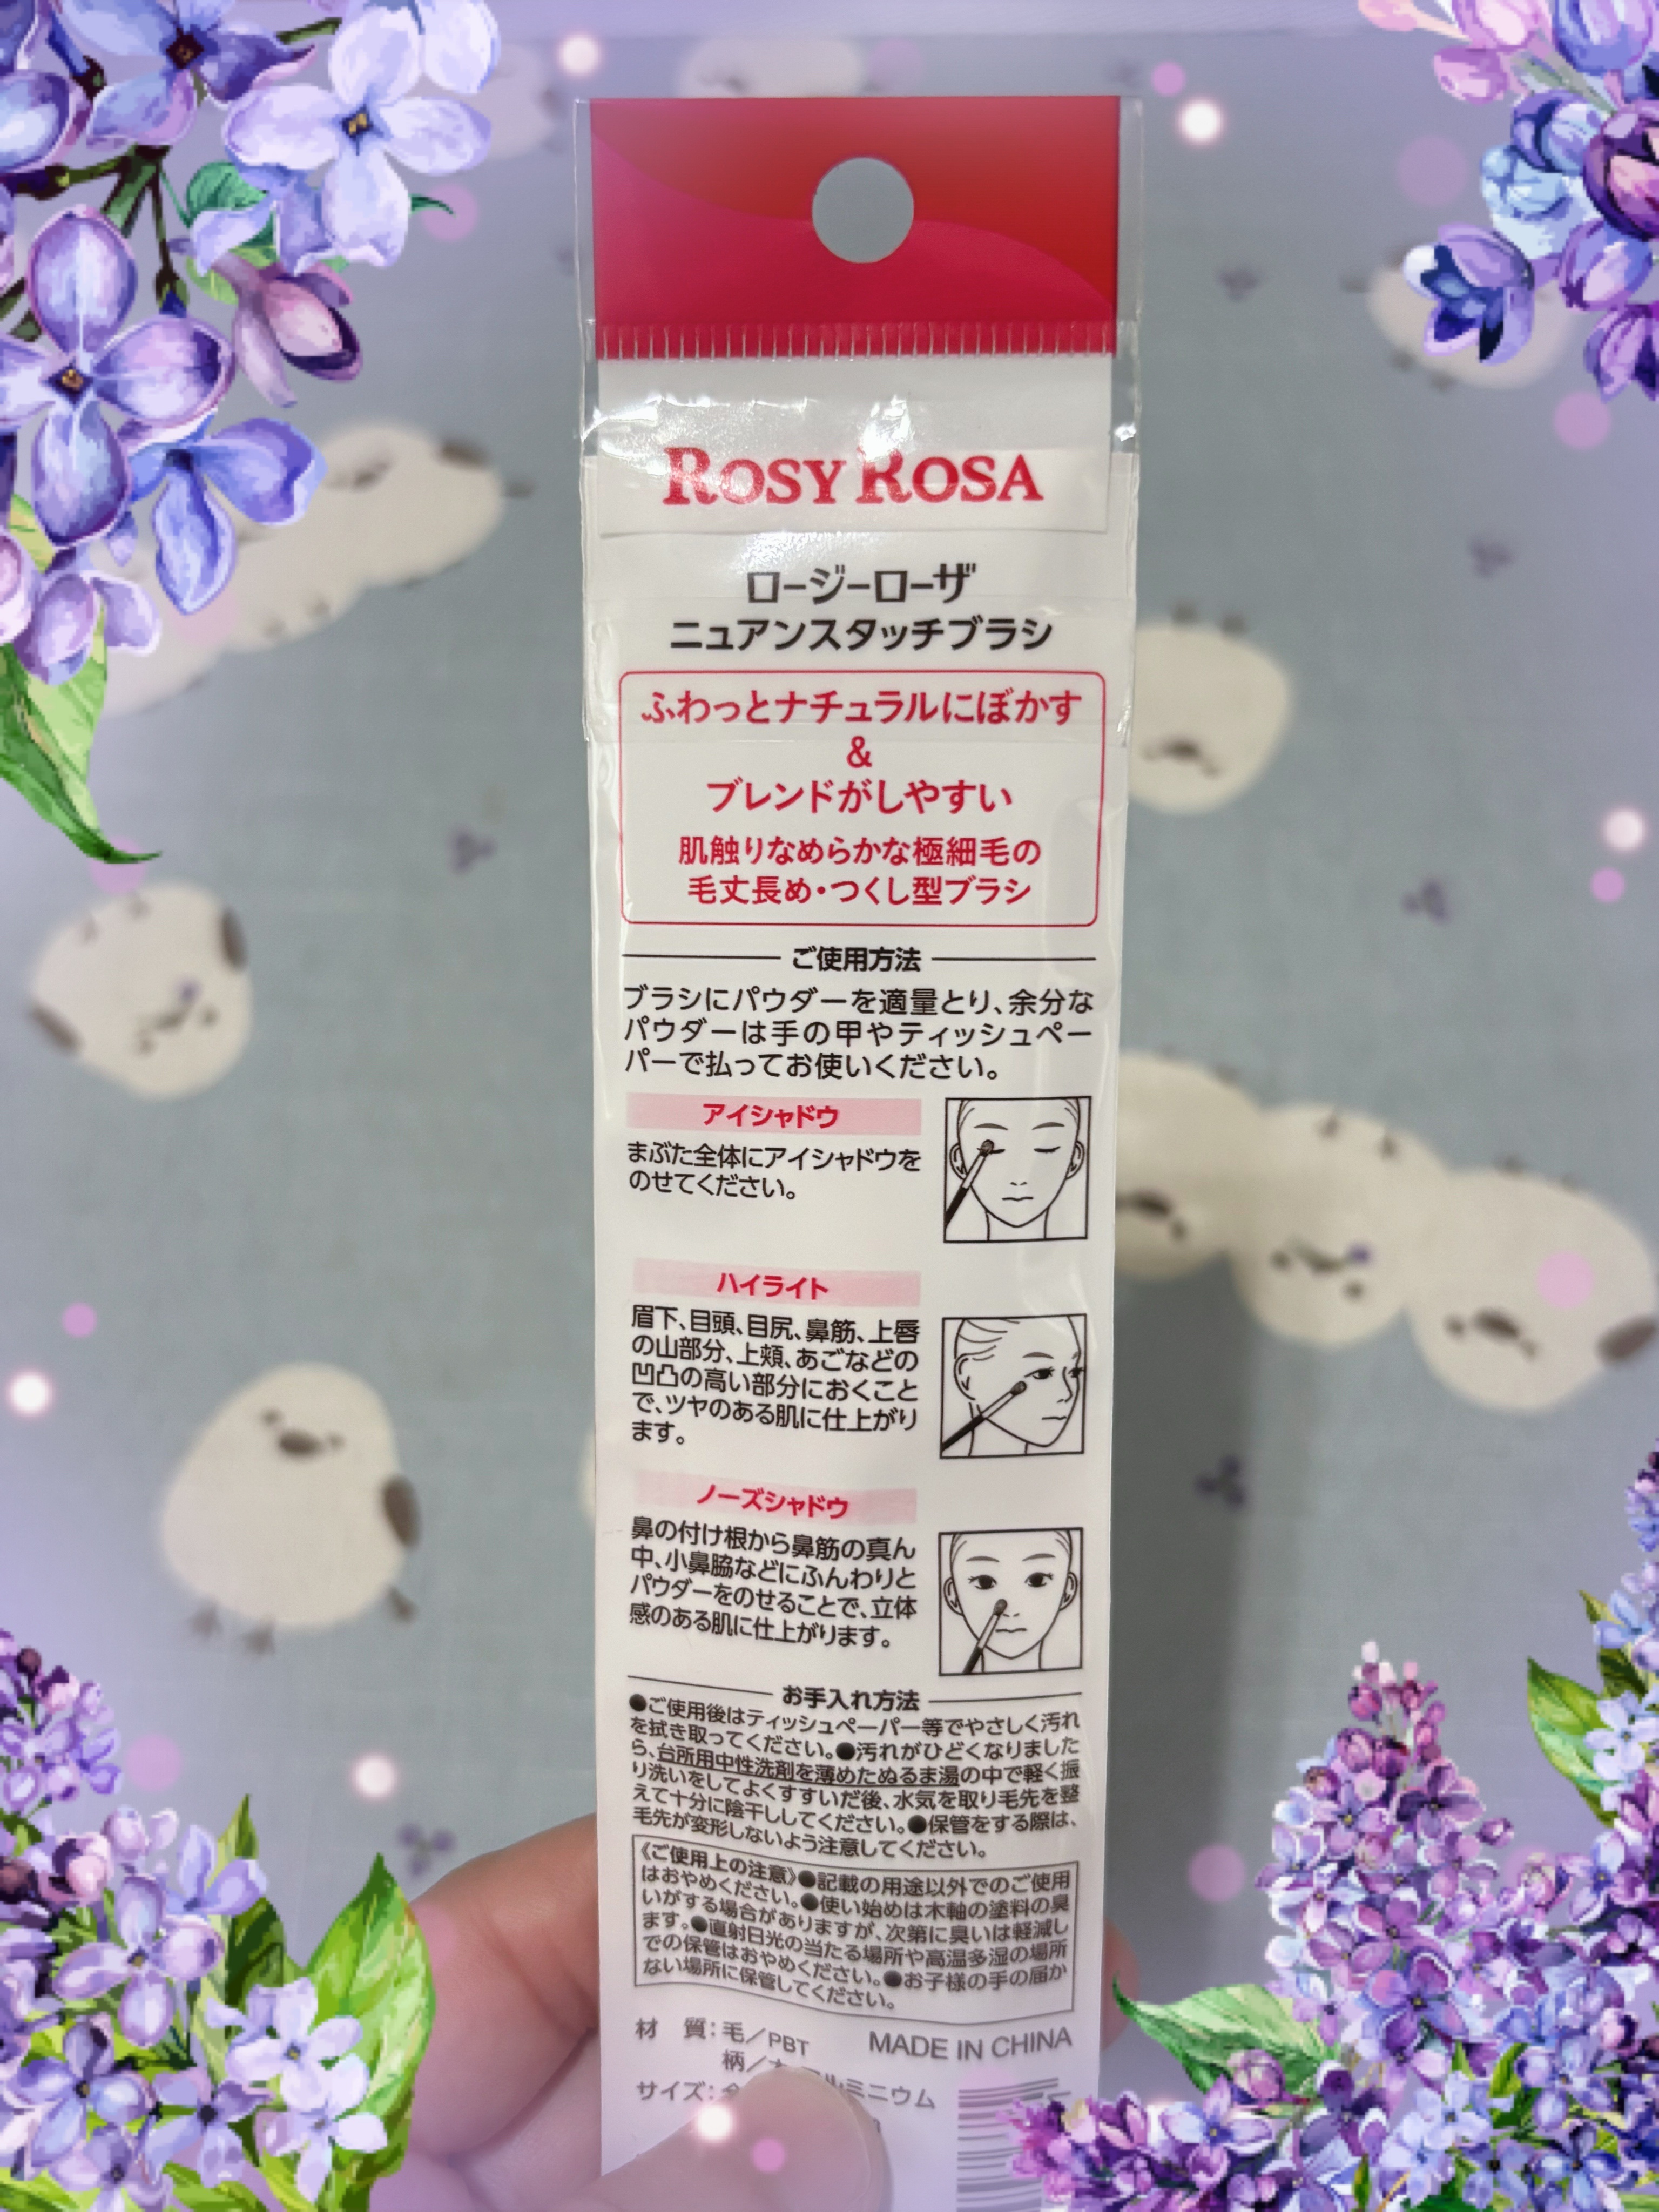 ROSY ROSA
ロージーローザ
ニュアンスタッチブラシ
ふわっとナチュラルにぼかす
&
ブレンドがしやすい
肌触りなめらかな極細毛の
毛丈長め・つくし型ブラシ
ご使用方法
ブラシにパウダーを適量とり、余分な
パウダーは手の甲やティッシュペー
パーで払ってお使いください。
アイシャドウ
まぶた全体にアイシャドウを
のせてください。
ハイライト
眉下、目頭、目尻、鼻筋、上唇
の山部分、上頬、あごなどの
凹凸の高い部分におくこと
で、ツヤのある肌に仕上がり
ます。
ノーズシャドウ
鼻の付け根から鼻筋の真ん
中、小鼻脇などにふんわりと
パウダーをのせることで、立体
感のある肌に仕上がります。
お手入れ方法
●ご使用後はティッシュペーパー等でやさしく汚れ
を拭き取ってください。●汚れがひどくなりました
ら、台所用中性洗剤を薄めたぬるま湯の中で軽く振
り洗いをしてよくすすいだ後、水気を取り毛先を整
えて十分に陰干ししてください。●保管をする際は、
毛先が変形しないよう注意してください。
《ご使用上の注意》●記載の用途以外でのご使用
はおやめください。●使い始めは木軸の塗料の臭
いがする場合がありますが、次第に臭いは軽減し
ます。●直射日光の当たる場所や高温多湿の場所
での保管はおやめください。●お子様の手の届か
ない場所に保管してください。
材 質：毛／PBT MADE IN CHINA
柄／ ミニウム
サイズ：